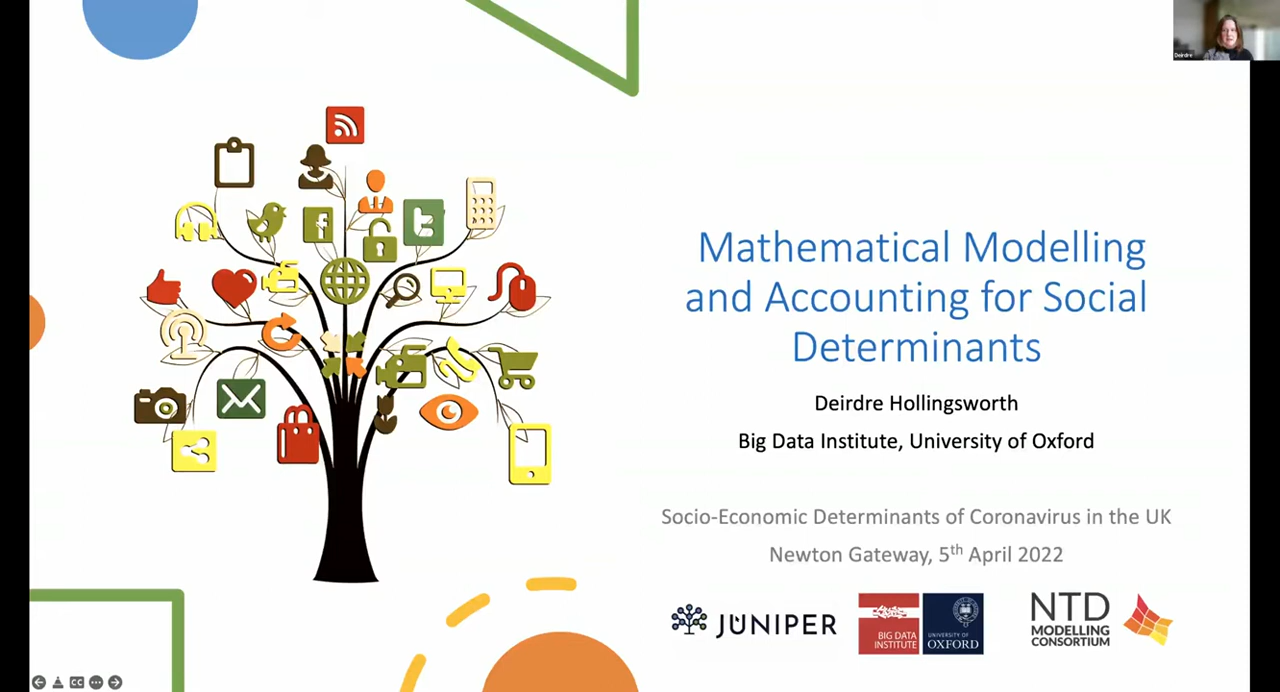 Deirdre
Mathematical Modelling
and Accounting for Social
Determinants
Deirdre Hollingsworth
Big Data Institute, University of Oxford
Socio-Economic Determinants of Coronavirus in the UK
Newton Gateway, 5th April 2022
JUNIPER
BIG DATA
INSTITUTE
UNIVERSITY OF
OXFORD
NTD
MODELLING
CONSORTIUM
f
t
CC